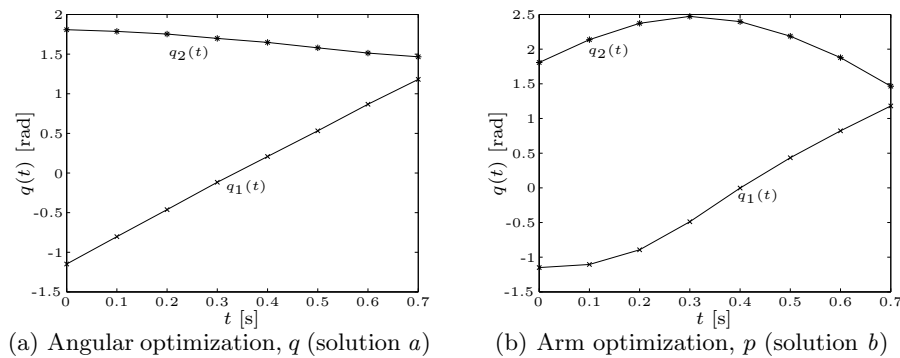 2
1.5
1
0.5
0
-0.5
-1
-1.5
q(t) [rad]
q₂(t)
q₁(t)
0 0.1 0.2 0.3 0.4 0.5 0.6 0.7
t [s]
(a) Angular optimization, q (solution a)
2.5
2
1.5
1
0.5
0
-0.5
-1
-1.5
q(t) [rad]
q₂(t)
q₁(t)
0 0.1 0.2 0.3 0.4 0.5 0.6 0.7
t [s]
(b) Arm optimization, p (solution b)